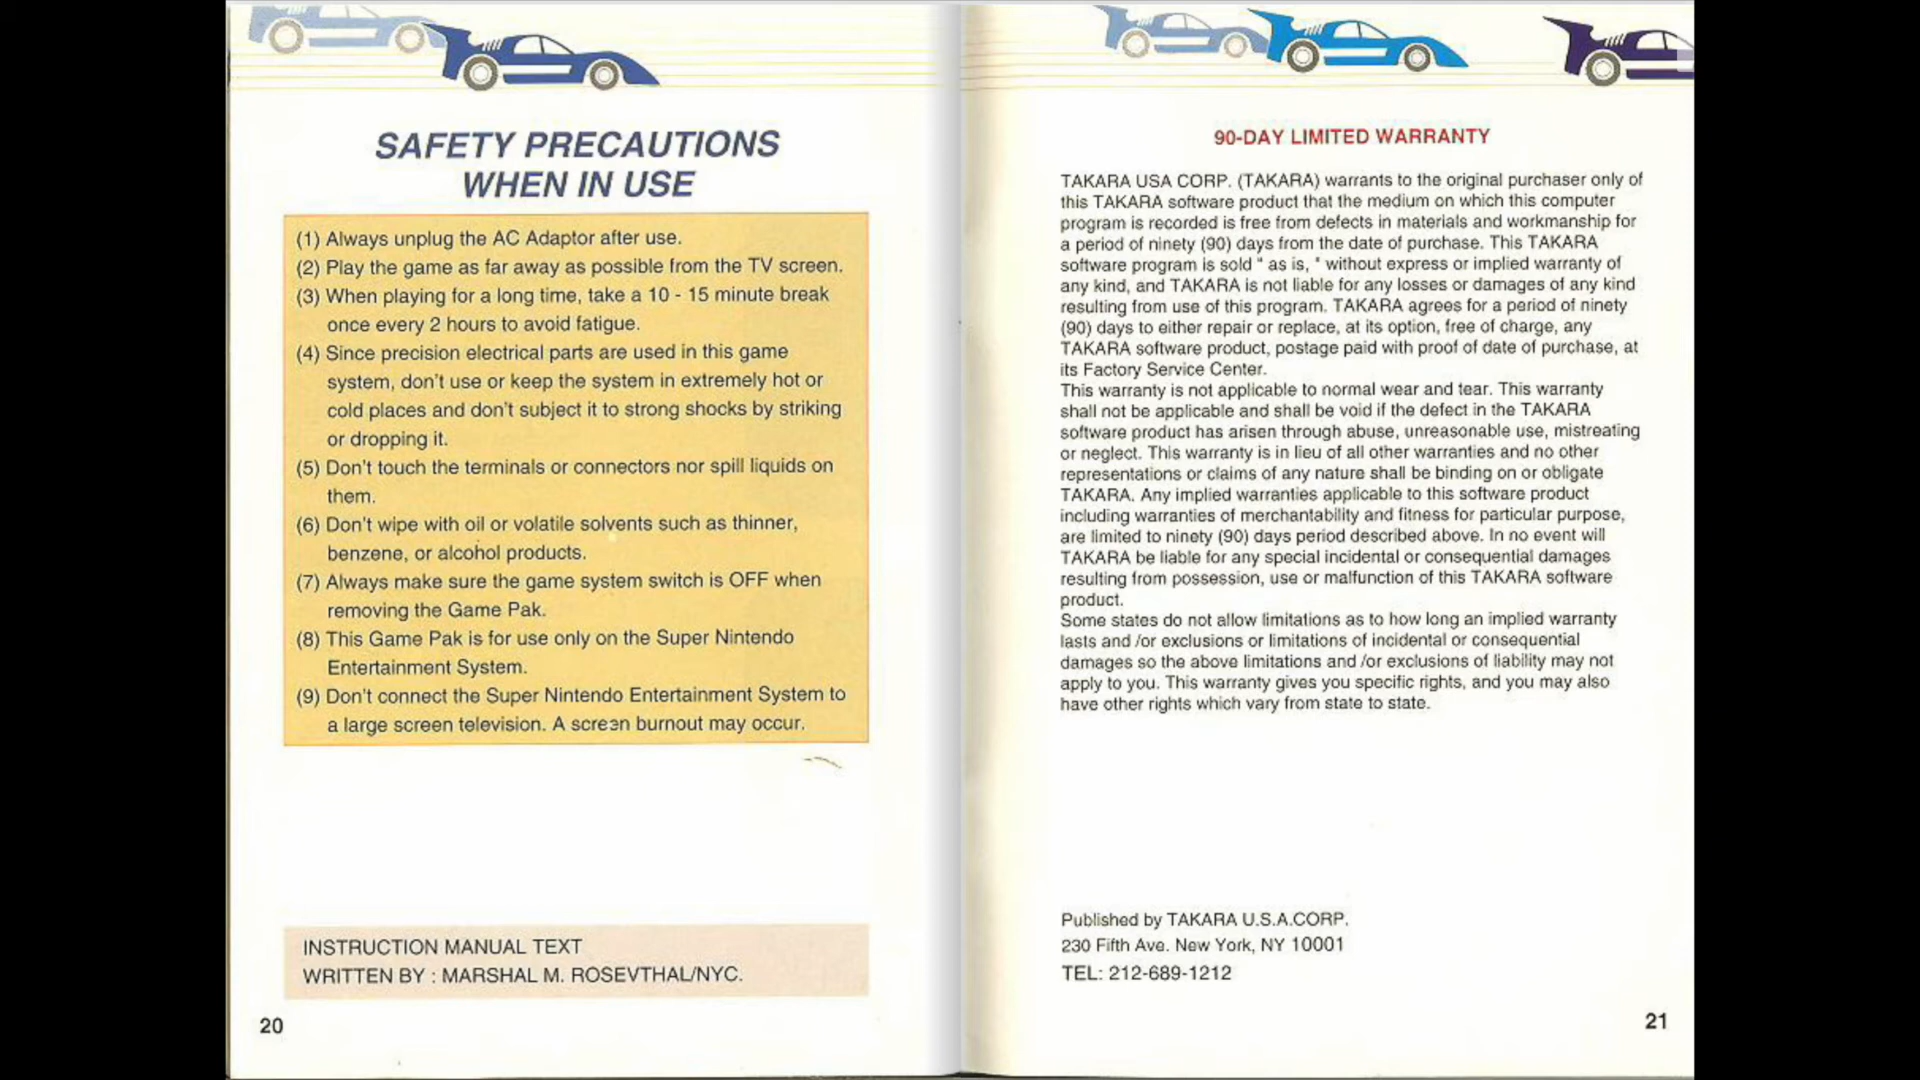 SAFETY PRECAUTIONS
WHEN IN USE
(1) Always unplug the AC Adaptor after use.
(2) Play the game as far away as possible from the TV screen.
(3) When playing for a long time, take a 10 - 15 minute break
once every 2 hours to avoid fatigue.
(4) Since precision electrical parts are used in this game
system, don't use or keep the system in extremely hot or
cold places and don't subject it to strong shocks by striking
or dropping it.
(5) Don't touch the terminals or connectors nor spill liquids on
them.
(6) Don't wipe with oil or volatile solvents such as thinner,
benzene, or alcohol products.
(7) Always make sure the game system switch is OFF when
removing the Game Pak.
(8) This Game Pak is for use only on the Super Nintendo
Entertainment System.
(9) Don't connect the Super Nintendo Entertainment System to
a large screen television. A screen burnout may occur.
INSTRUCTION MANUAL TEXT
WRITTEN BY : MARSHAL M. ROSEVTHAL/NYC.
20
90-DAY LIMITED WARRANTY
TAKARA USA CORP. (TAKARA) warrants to the original purchaser only of
this TAKARA software product that the medium on which this computer
program is recorded is free from defects in materials and workmanship for
a period of ninety (90) days from the date of purchase. This TAKARA
software program is sold " as is, " without express or implied warranty of
any kind, and TAKARA is not liable for any losses or damages of any kind
resulting from use of this program. TAKARA agrees for a period of ninety
(90) days to either repair or replace, at its option, free of charge, any
TAKARA software product, postage paid with proof of date of purchase, at
its Factory Service Center.
This warranty is not applicable to normal wear and tear. This warranty
shall not be applicable and shall be void if the defect in the TAKARA
software product has arisen through abuse, unreasonable use, mistreating
or neglect. This warranty is in lieu of all other warranties and no other
representations or claims of any nature shall be binding on or obligate
TAKARA. Any implied warranties applicable to this software product
including warranties of merchantability and fitness for particular purpose,
are limited to ninety (90) days period described above. In no event will
TAKARA be liable for any special incidental or consequential damages
resulting from possession, use or malfunction of this TAKARA software
product.
Some states do not allow limitations as to how long an implied warranty
lasts and /or exclusions or limitations of incidental or consequential
damages so the above limitations and /or exclusions of liability may not
apply to you. This warranty gives you specific rights, and you may also
have other rights which vary from state to state.
Published by TAKARA U.S.A.CORP.
230 Fifth Ave. New York, NY 10001
TEL: 212-689-1212
21